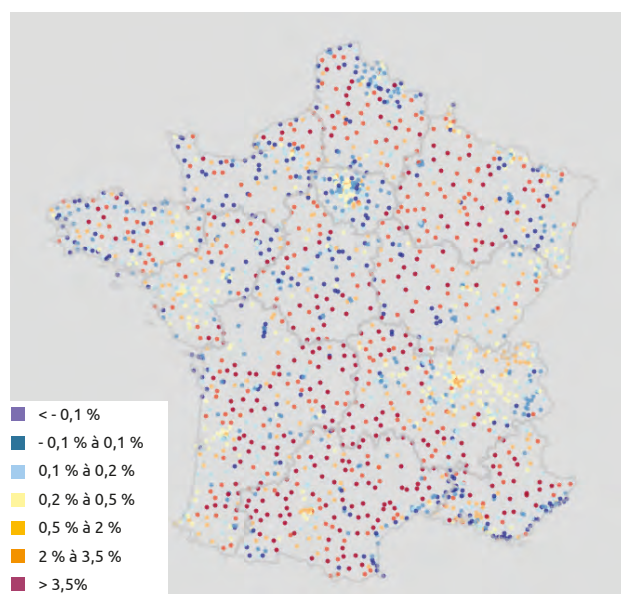 < - 0,1 %
- 0,1 % à 0,1 %
0,1 % à 0,2 %
0,2 % à 0,5 %
0,5 % à 2 %
2 % à 3,5 %
> 3,5%